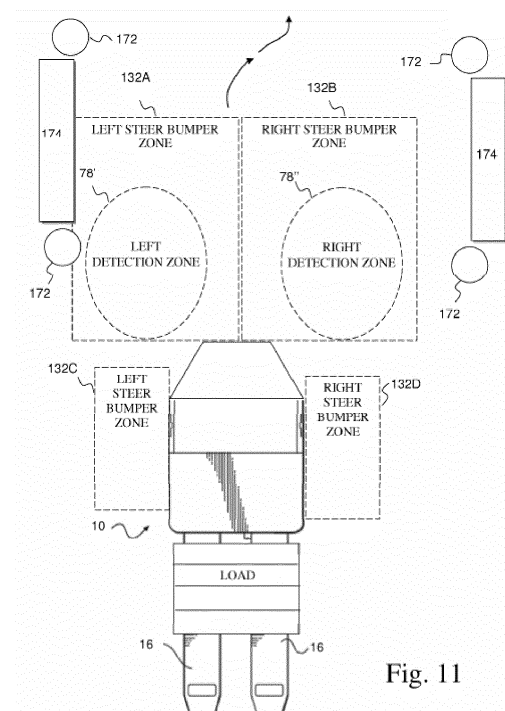 172
172
132A
132B
LEFT STEER BUMPER
ZONE
RIGHT STEER BUMPER
ZONE
174
174
78'
78"
LEFT
DETECTION ZONE
RIGHT
DETECTION ZONE
172
172
132C
LEFT
STEER
BUMPER
ZONE
RIGHT
STEER
BUMPER
ZONE
132D
10
LOAD
16
16
Fig. 11